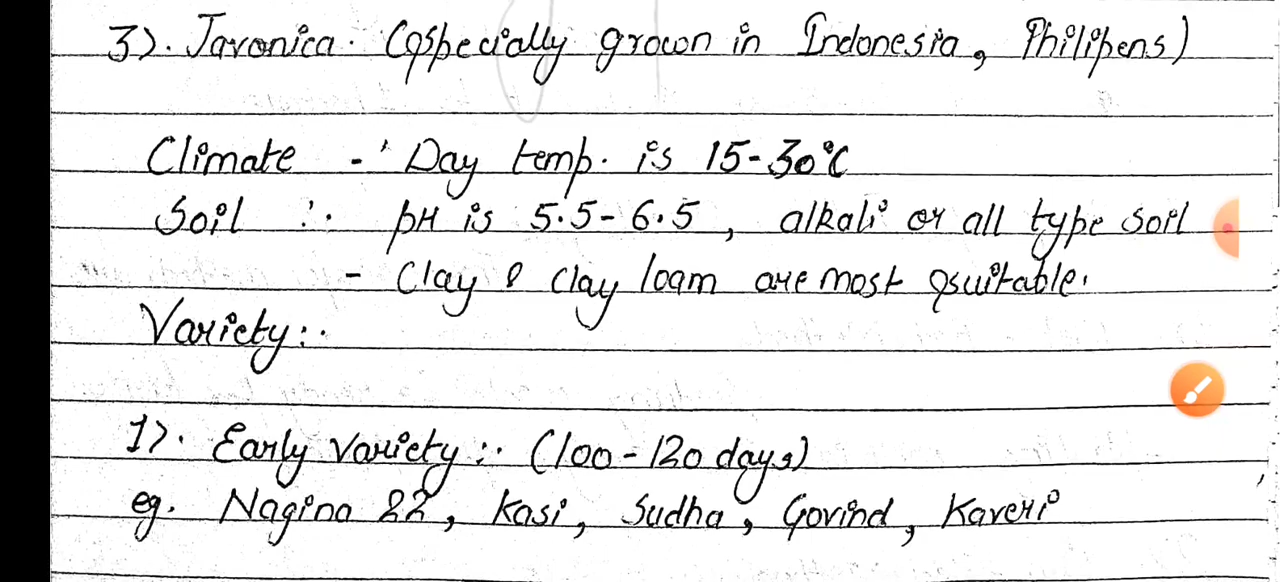 3). Javonica. (espbecially grown in Indonesia, Philipens)
Climate - Day temp. is 15-30°C
Soil :. pH is 5.5-6.5, alkali or all type soil
- Clay & Clay loam are most suitable.
Variety:.
1). Early Variety:. (100-120 days)
eg. Nagina 22, Kasi, Sudha, Govind, Kaveri